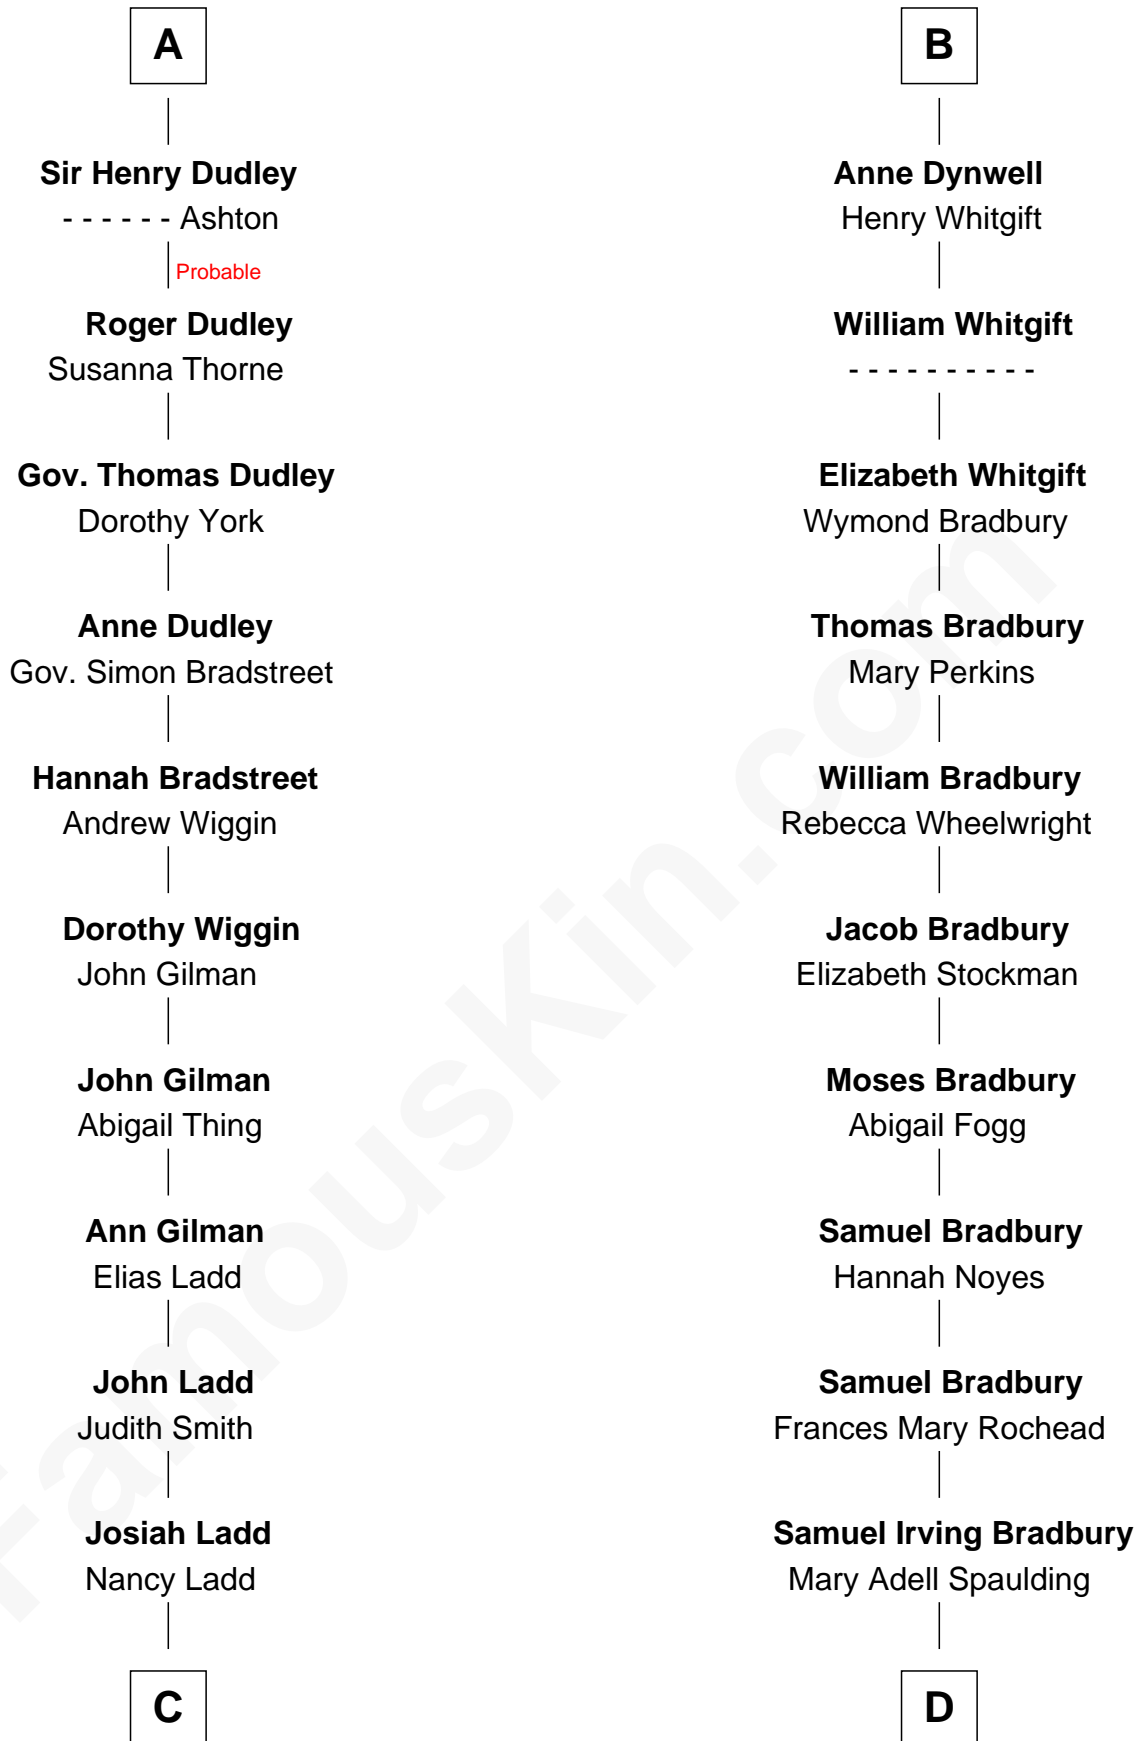 A
Sir Henry Dudley
- - - - - - Ashton
Probable
Roger Dudley
Susanna Thorne
Gov. Thomas Dudley
Dorothy York
Anne Dudley
Gov. Simon Bradstreet
Hannah Bradstreet
Andrew Wiggin
Dorothy Wiggin
John Gilman
John Gilman
Abigail Thing
Ann Gilman
Elias Ladd
John Ladd
Judith Smith
Josiah Ladd
Nancy Ladd
C
B
Anne Dynwell
Henry Whitgift
William Whitgift
- - - - - - - - - -
Elizabeth Whitgift
Wymond Bradbury
Thomas Bradbury
Mary Perkins
William Bradbury
Rebecca Wheelwright
Jacob Bradbury
Elizabeth Stockman
Moses Bradbury
Abigail Fogg
Samuel Bradbury
Hannah Noyes
Samuel Bradbury
Frances Mary Rochead
Samuel Irving Bradbury
Mary Adell Spaulding
D
FamousKin.com